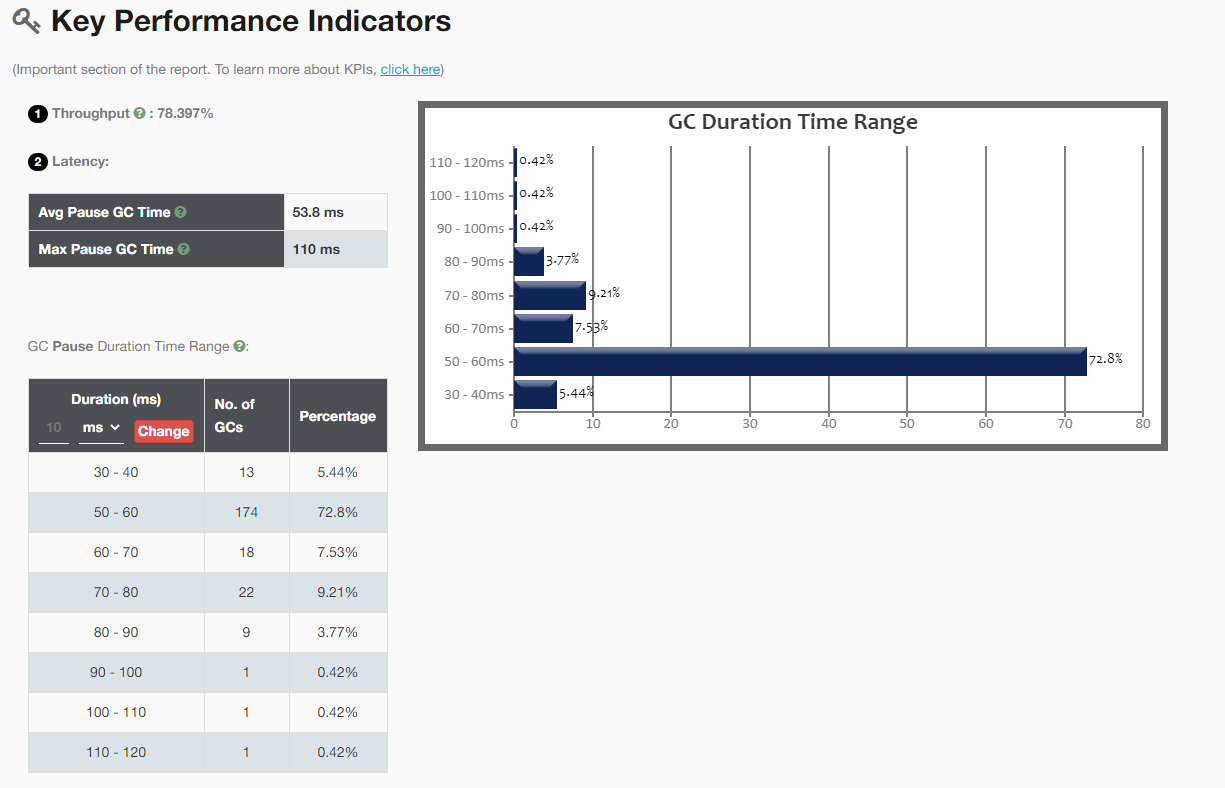 Key Performance Indicators
(Important section of the report. To learn more about KPIs, click here)
1 Throughput ? : 78.397%
2 Latency:
Avg Pause GC Time ? 53.8 ms
Max Pause GC Time ? 110 ms
GC Pause Duration Time Range ?:
Duration (ms) No. of GCs Percentage
10 ms Change
30 - 40 13 5.44%
50 - 60 174 72.8%
60 - 70 18 7.53%
70 - 80 22 9.21%
80 - 90 9 3.77%
90 - 100 1 0.42%
100 - 110 1 0.42%
110 - 120 1 0.42%
GC Duration Time Range
110 - 120ms 0.42%
100 - 110ms 0.42%
90 - 100ms 0.42%
80 - 90ms 3.77%
70 - 80ms 9.21%
60 - 70ms 7.53%
50 - 60ms 72.8%
30 - 40ms 5.44%
0 10 20 30 40 50 60 70 80